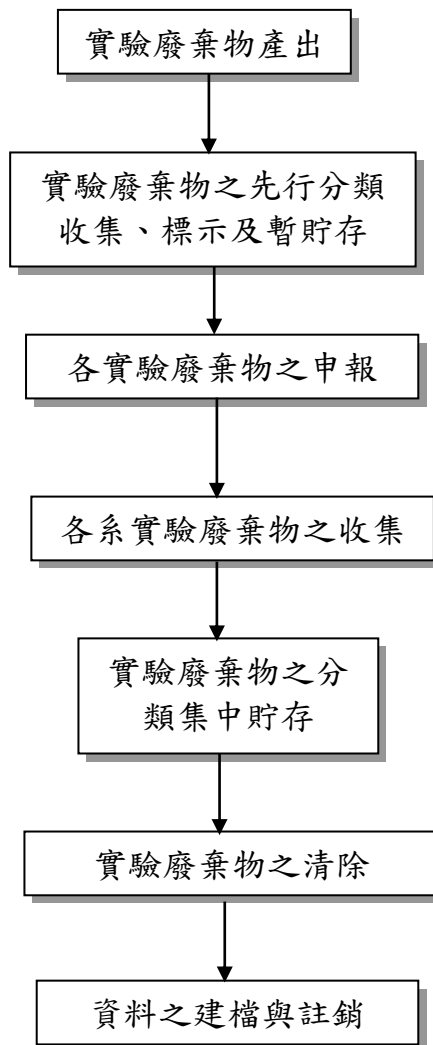 實驗廢棄物產出
實驗廢棄物之先行分類
收集、標示及暫貯存
各實驗廢棄物之申報
各系實驗廢棄物之收集
實驗廢棄物之分
類集中貯存
實驗廢棄物之清除
資料之建檔與註銷